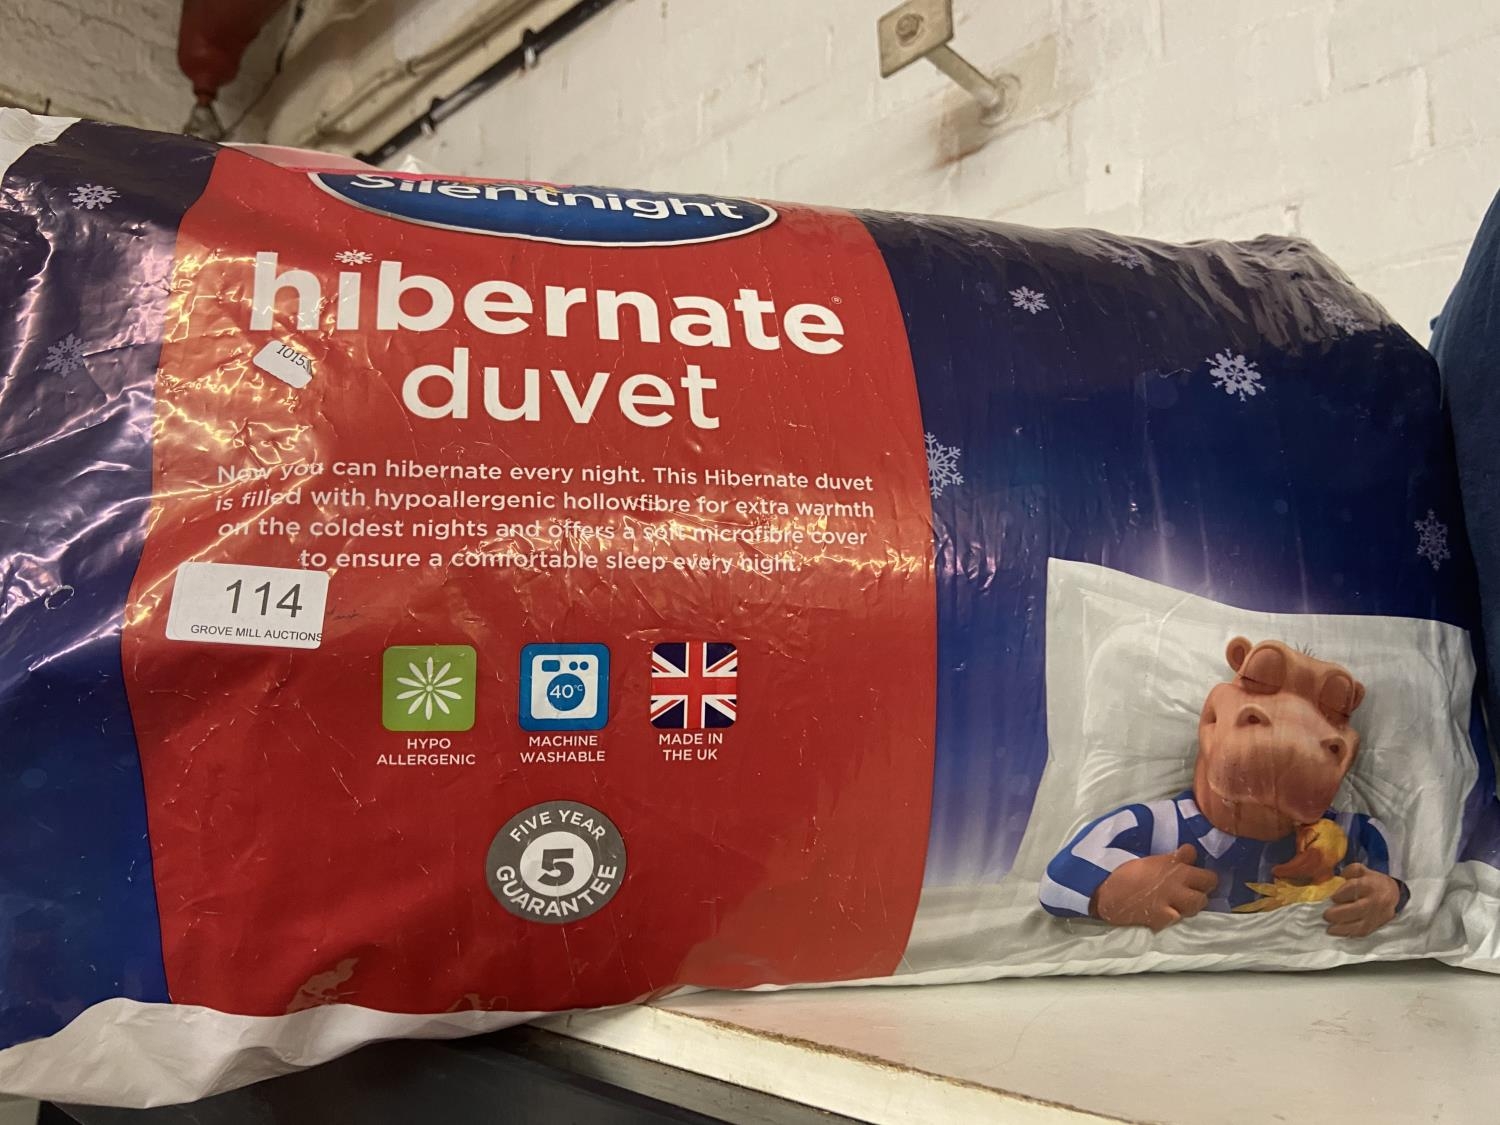 Silentnight
hibernate®
duvet
1015
Now you can hibernate every night. This Hibernate duvet
is filled with hypoallergenic hollowfibre for extra warmth
on the coldest nights and offers a soft microfibre cover
to ensure a comfortable sleep every night.
114
GROVE MILL AUCTIONS
40°C
HYPO
ALLERGENIC
MACHINE
WASHABLE
MADE IN
THE UK
FIVE YEAR
5
GUARANTEE